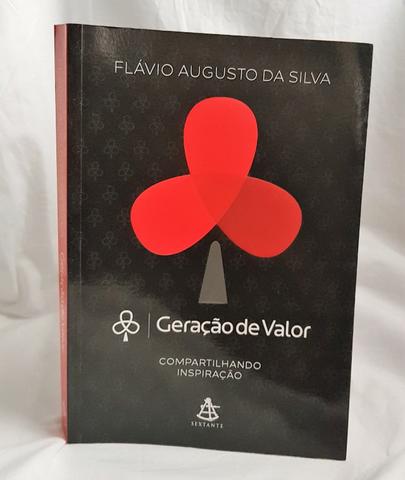 FLÁVIO AUGUSTO DA SILVA
Geração de Valor
COMPARTILHANDO
INSPIRAÇÃO
SEXTANTE